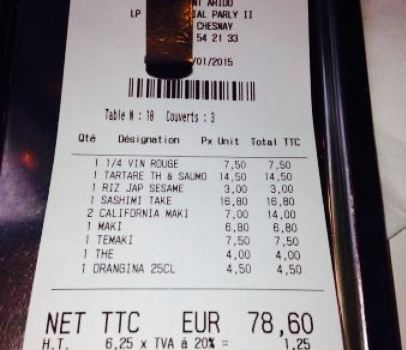 NT ARIDO
LP IAL PARLY II
CHESNAY
54 21 33
/01/2015
Table N : 18 Couverts : 3
Qté Désignation Px Unit Total TTC
1 1/4 VIN ROUGE 7,50 7,50
1 TARTARE TH & SAUMO 14,50 14,50
1 RIZ JAP SESAME 3,00 3,00
1 SASHIMI TAKE 16,80 16,80
2 CALIFORNIA MAKI 7,00 14,00
1 MAKI 6,80 6,80
1 TEMAKI 7,50 7,50
1 THE 4,00 4,00
1 ORANGINA 25CL 4,50 4,50
NET TTC EUR 78,60
H.T. 6,25 x TVA à 20% = 1,25